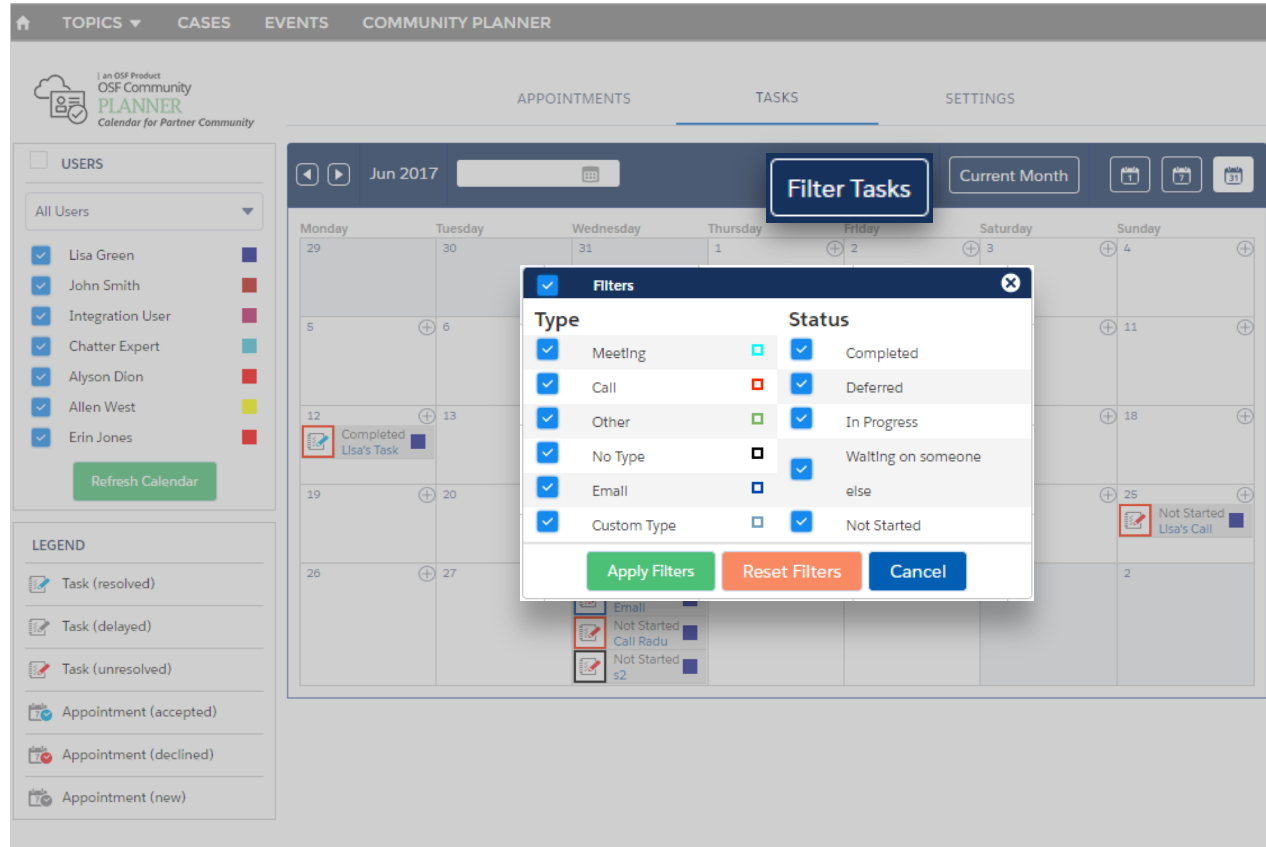 TOPICS CASES EVENTS COMMUNITY PLANNER
| an OSF Product
OSF Community
PLANNER
Calendar for Partner Community
APPOINTMENTS TASKS SETTINGS
USERS
All Users
Lisa Green
John Smith
Integration User
Chatter Expert
Alyson Dion
Allen West
Erin Jones
Refresh Calendar
LEGEND
Task (resolved)
Task (delayed)
Task (unresolved)
Appointment (accepted)
Appointment (declined)
Appointment (new)
Jun 2017
Filter Tasks
Current Month
1 7 31
Monday Tuesday Wednesday Thursday Friday Saturday Sunday
29 30 31 1 2 3 4
5 6 11
12 13 18
Completed
Lisa's Task
19 20 25
Not Started
Lisa's Call
26 27 2
Email
Not Started
Call Radu
Not Started
s2
Filters
Type Status
Meeting Completed
Call Deferred
Other In Progress
No Type Waiting on someone
Email else
Custom Type Not Started
Apply Filters Reset Filters Cancel